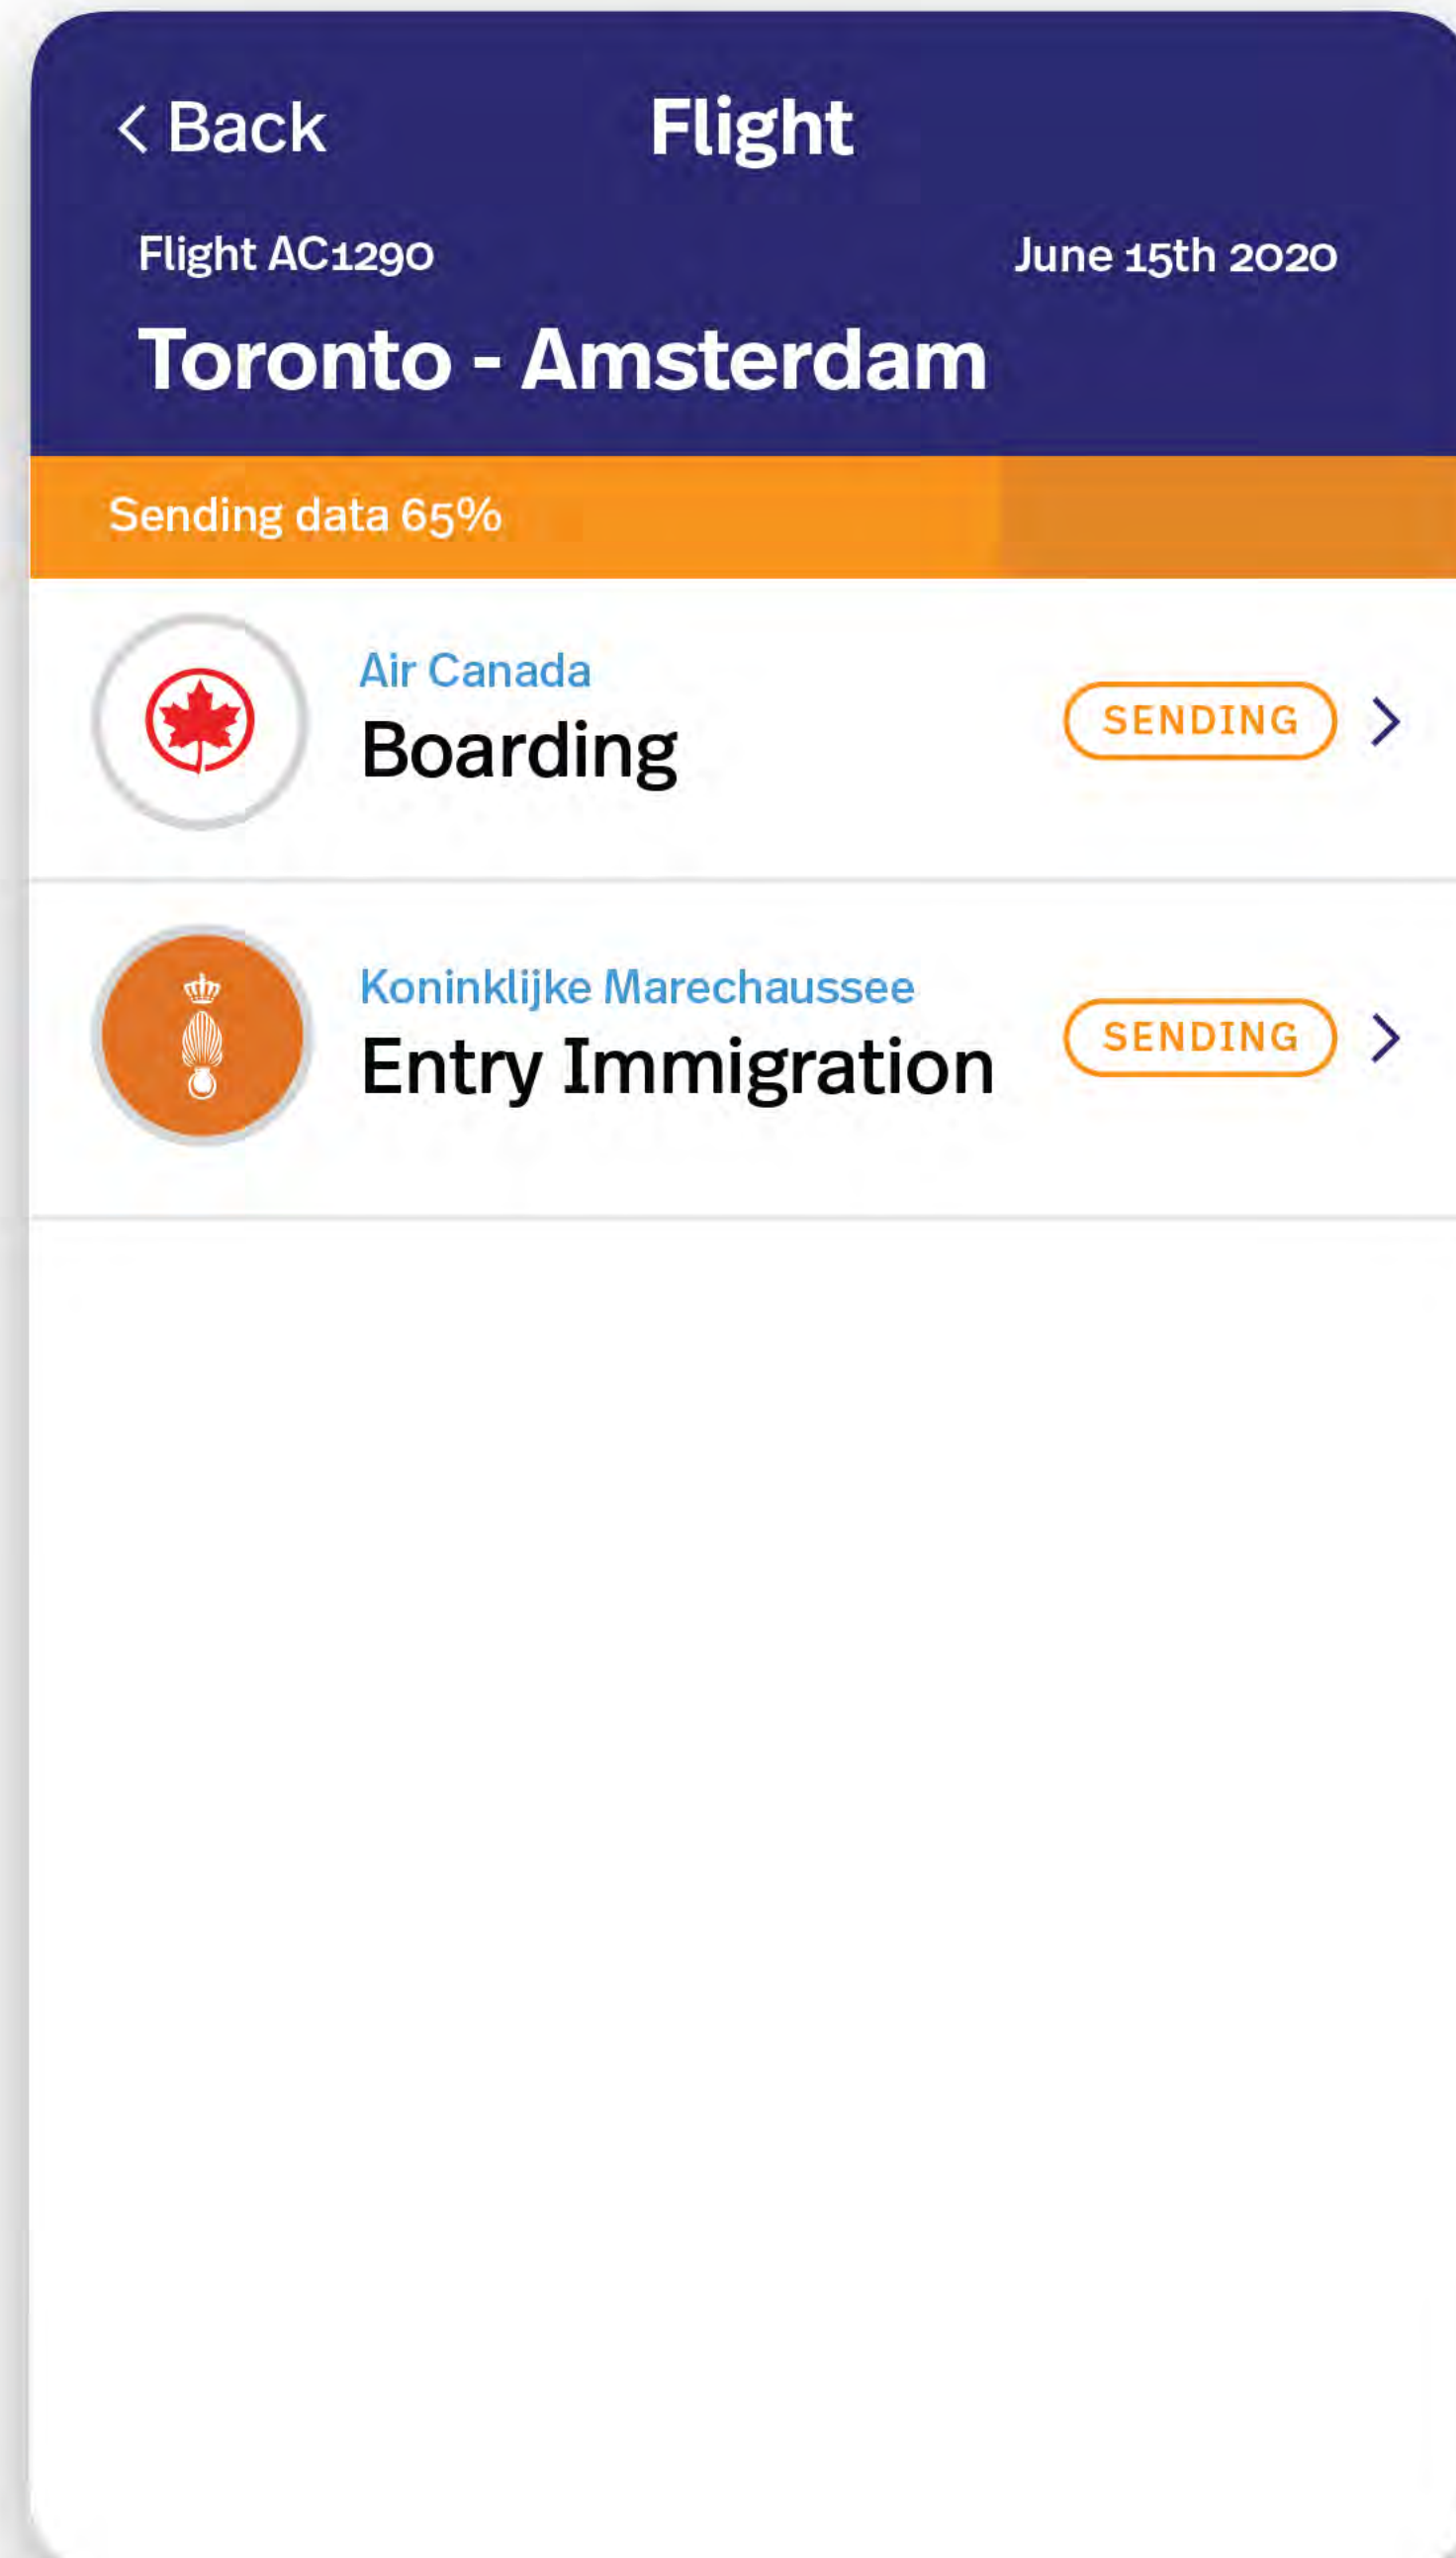 Back
Flight
Flight AC1290
June 15th 2020
Toronto - Amsterdam
Sending data 65%
Air Canada
Boarding
SENDING
Koninklijke Marechaussee
Entry Immigration
SENDING